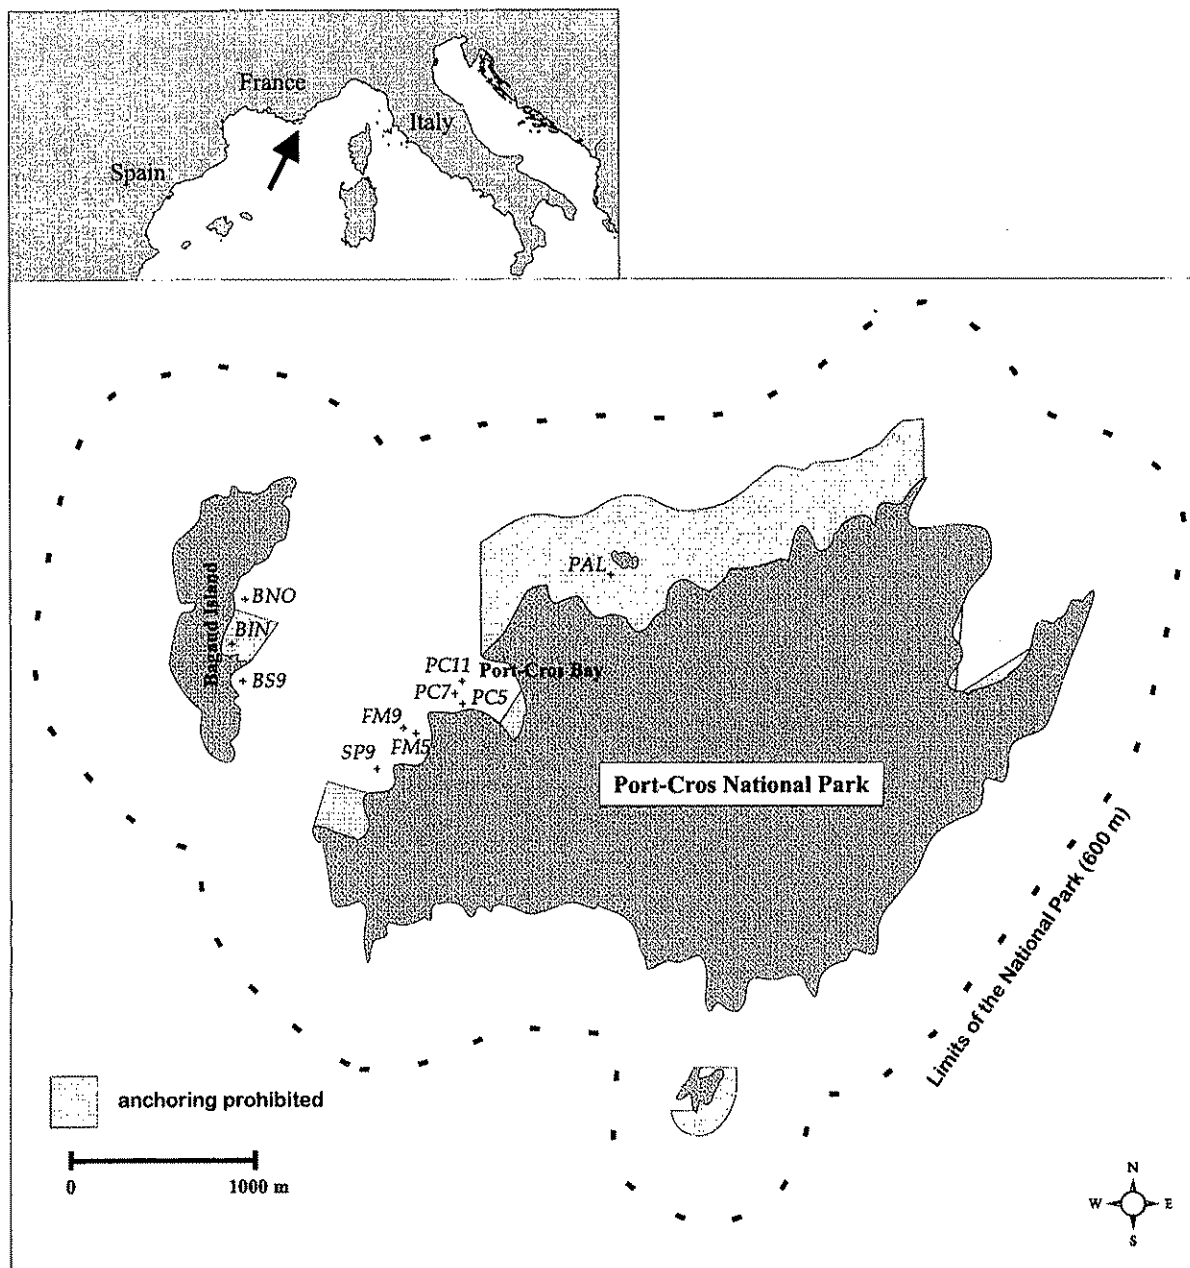 France
Italy
Spain
PAL
BNO
Bagaud Island
BIN
BS9
PC11
Port-Cros Bay
PC7
PC5
FM9
FM5
SP9
Port-Cros National Park
Limits of the National Park (600 m)
anchoring prohibited
0
1000 m
N
W
E
S